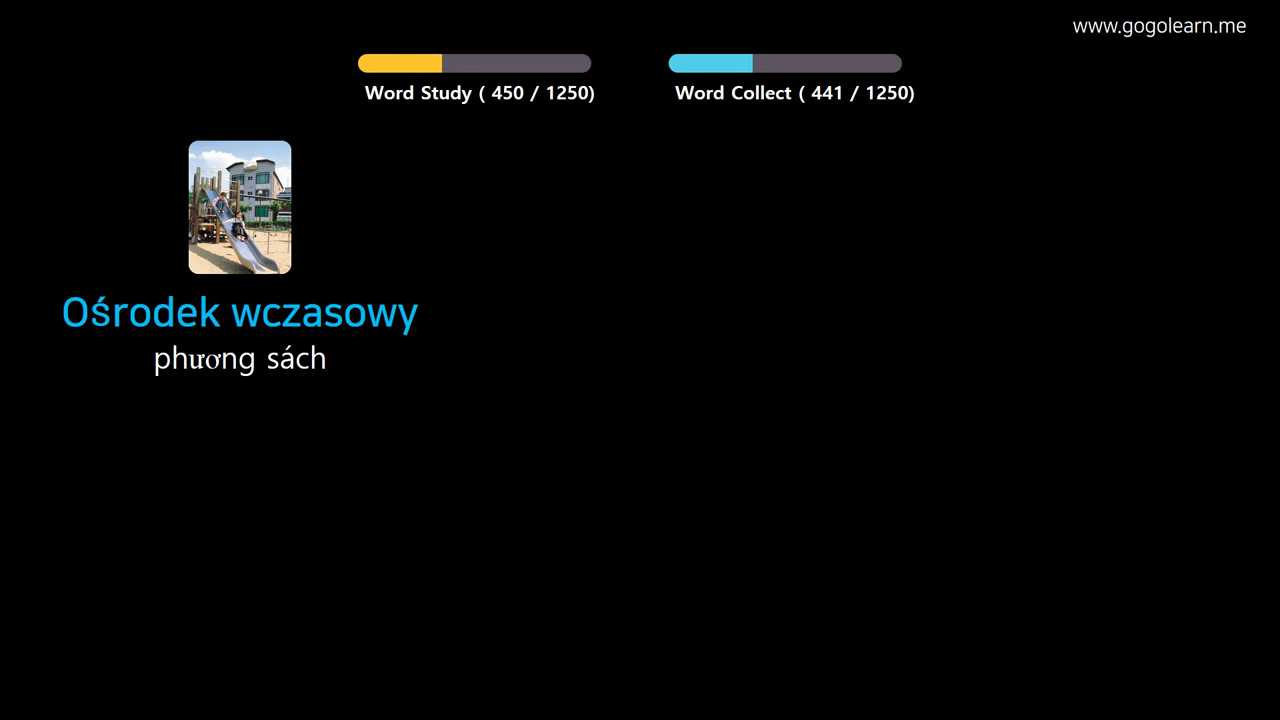 www.gogolearn.me
Word Study ( 450 / 1250)
Word Collect ( 441 / 1250)
Ośrodek wczasowy
phương sách